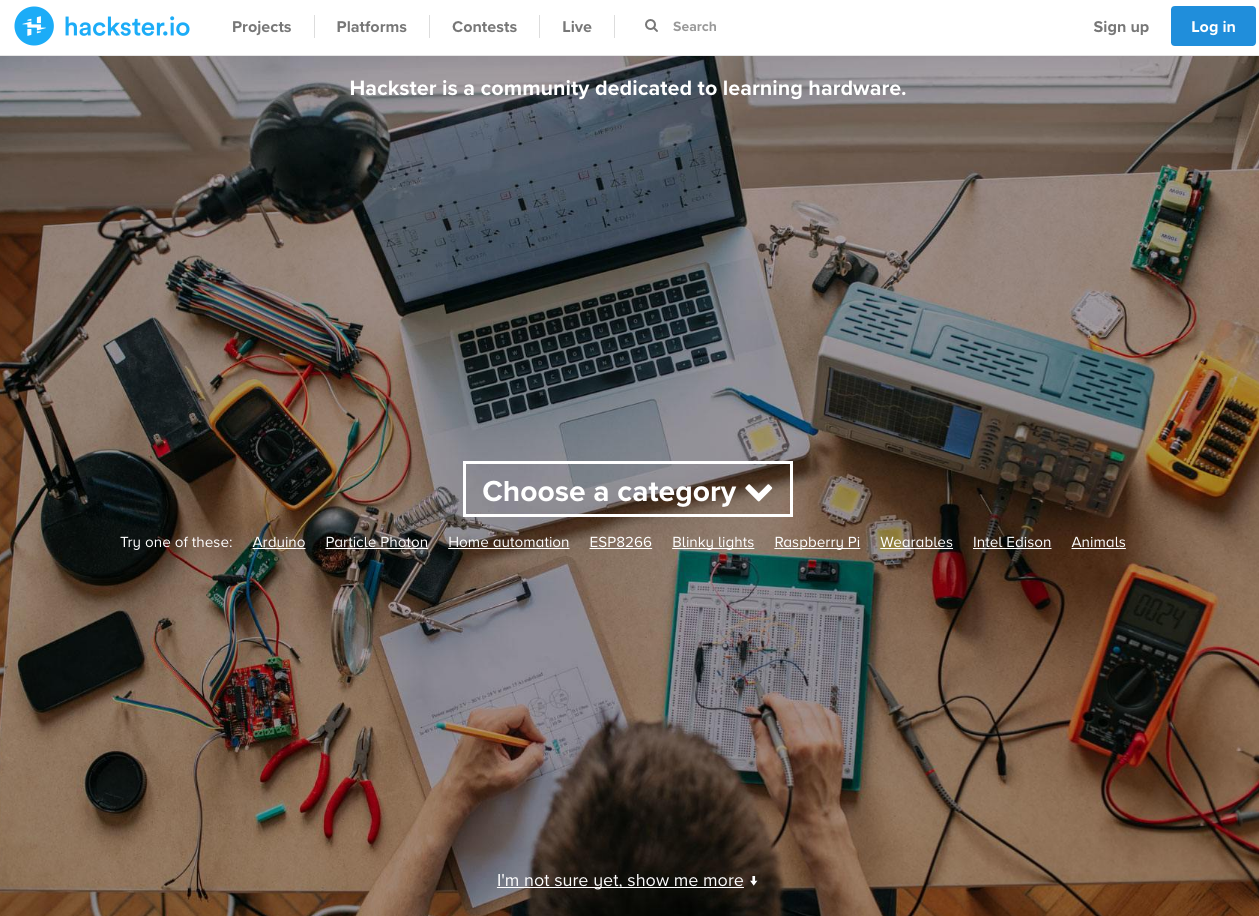 hackster.io
Projects Platforms Contests Live Search Sign up Log in
Hackster is a community dedicated to learning hardware.
Choose a category
Try one of these: Arduino Particle Photon Home automation ESP8266 Blinky lights Raspberry Pi Wearables Intel Edison Animals
0.024
I'm not sure yet, show me more